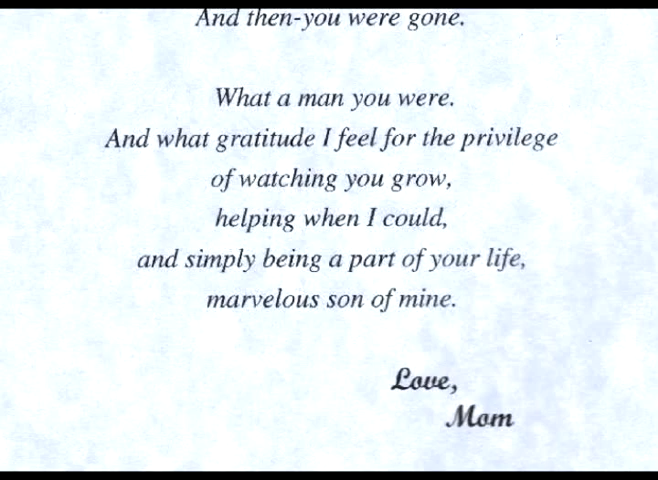 And then-you were gone.
What a man you were.
And what gratitude I feel for the privilege
of watching you grow,
helping when I could,
and simply being a part of your life,
marvelous son of mine.
Love,
Mom